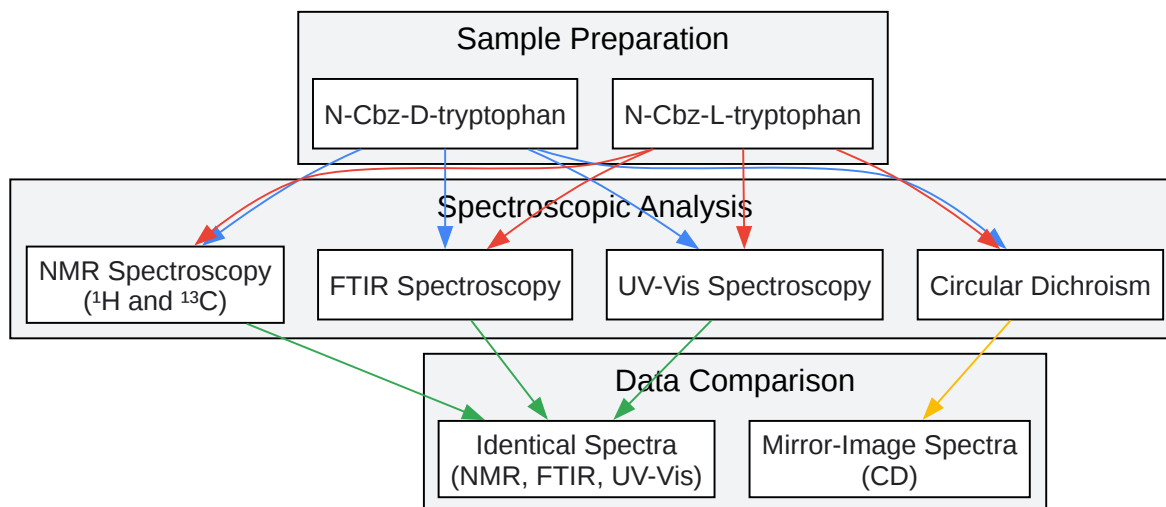 Sample Preparation
N-Cbz-D-tryptophan
N-Cbz-L-tryptophan
Spectroscopic Analysis
NMR Spectroscopy
(¹H and ¹³C)
FTIR Spectroscopy
UV-Vis Spectroscopy
Circular Dichroism
Data Comparison
Identical Spectra
(NMR, FTIR, UV-Vis)
Mirror-Image Spectra
(CD)